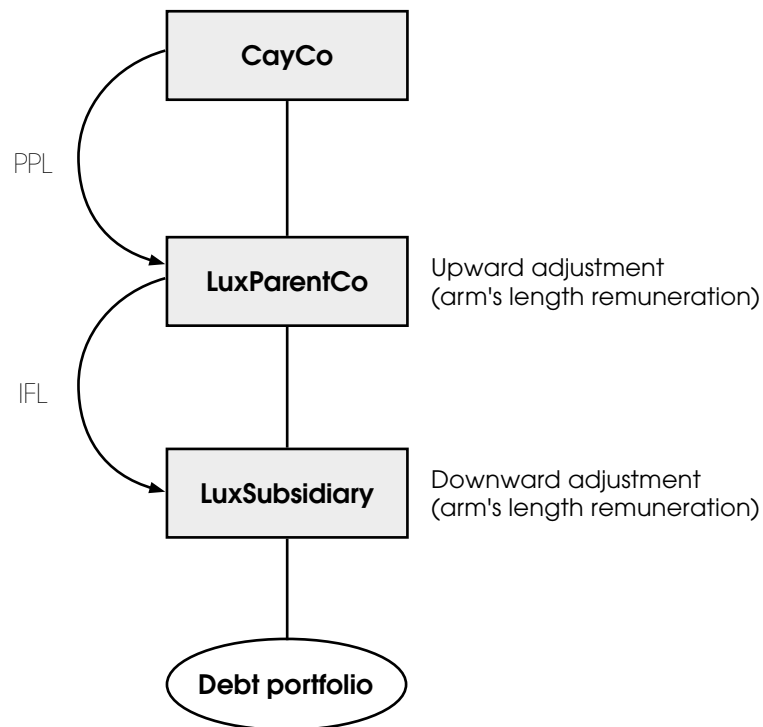 CayCo
PPL
LuxParentCo
Upward adjustment
(arm's length remuneration)
IFL
LuxSubsidiary
Downward adjustment
(arm's length remuneration)
Debt portfolio